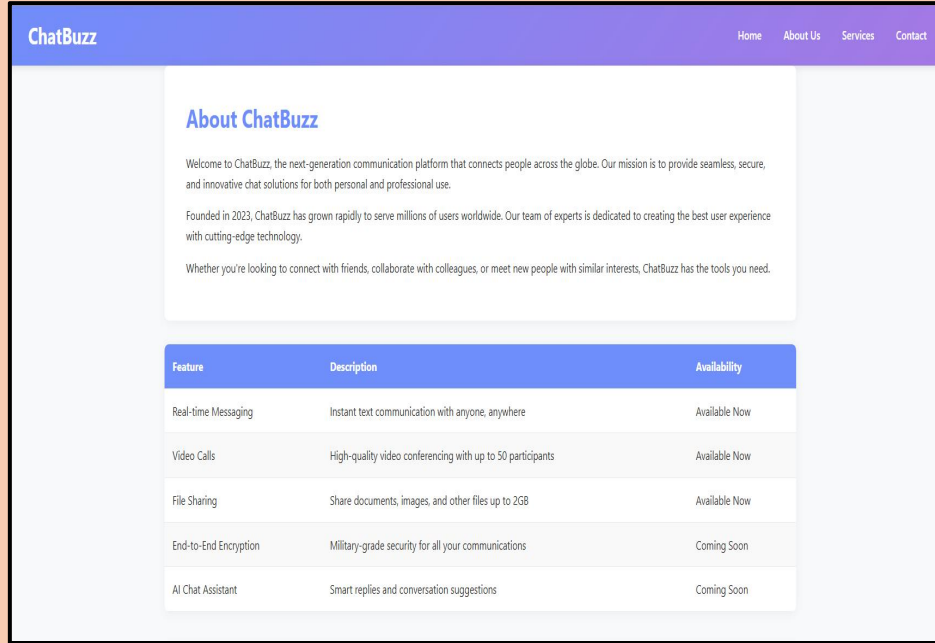 ChatBuzz
Home About Us Services Contact
About ChatBuzz
Welcome to ChatBuzz, the next-generation communication platform that connects people across the globe. Our mission is to provide seamless, secure,
and innovative chat solutions for both personal and professional use.
Founded in 2023, ChatBuzz has grown rapidly to serve millions of users worldwide. Our team of experts is dedicated to creating the best user experience
with cutting-edge technology.
Whether you're looking to connect with friends, collaborate with colleagues, or meet new people with similar interests, ChatBuzz has the tools you need.
Feature Description Availability
Real-time Messaging Instant text communication with anyone, anywhere Available Now
Video Calls High-quality video conferencing with up to 50 participants Available Now
File Sharing Share documents, images, and other files up to 2GB Available Now
End-to-End Encryption Military-grade security for all your communications Coming Soon
AI Chat Assistant Smart replies and conversation suggestions Coming Soon